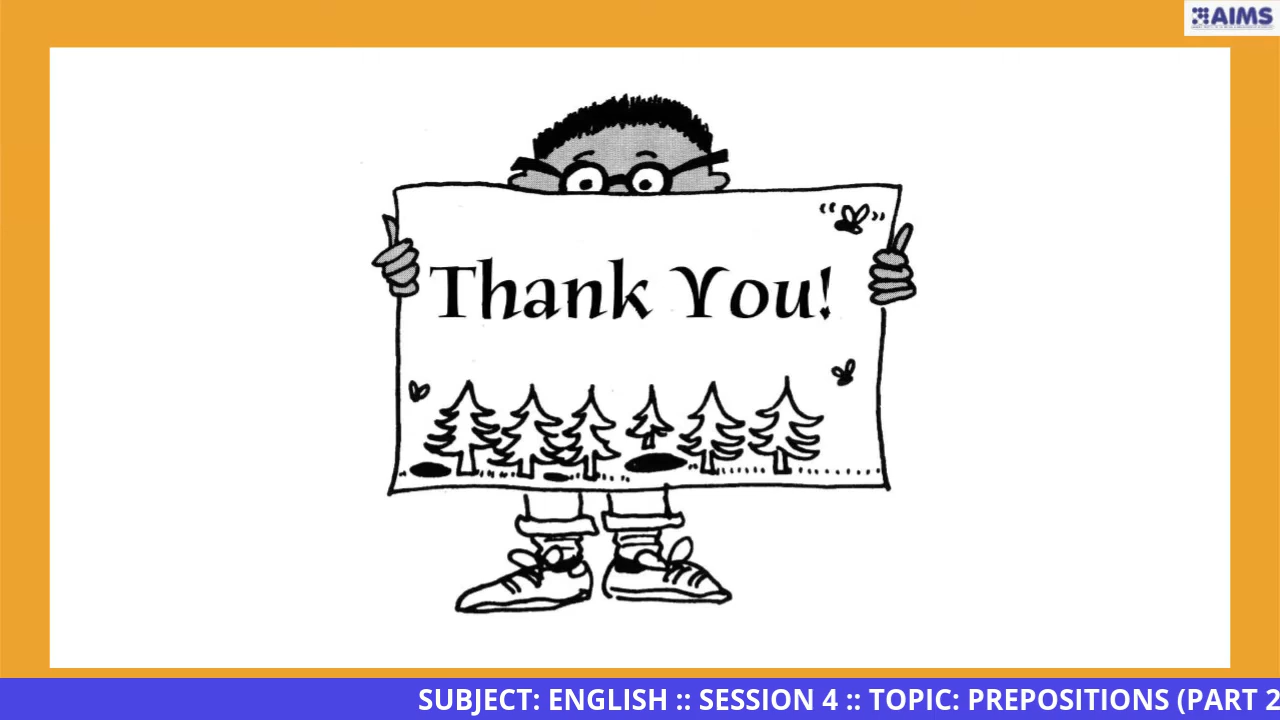 AIMS
Thank You!
SUBJECT: ENGLISH :: SESSION 4 :: TOPIC: PREPOSITIONS (PART 2